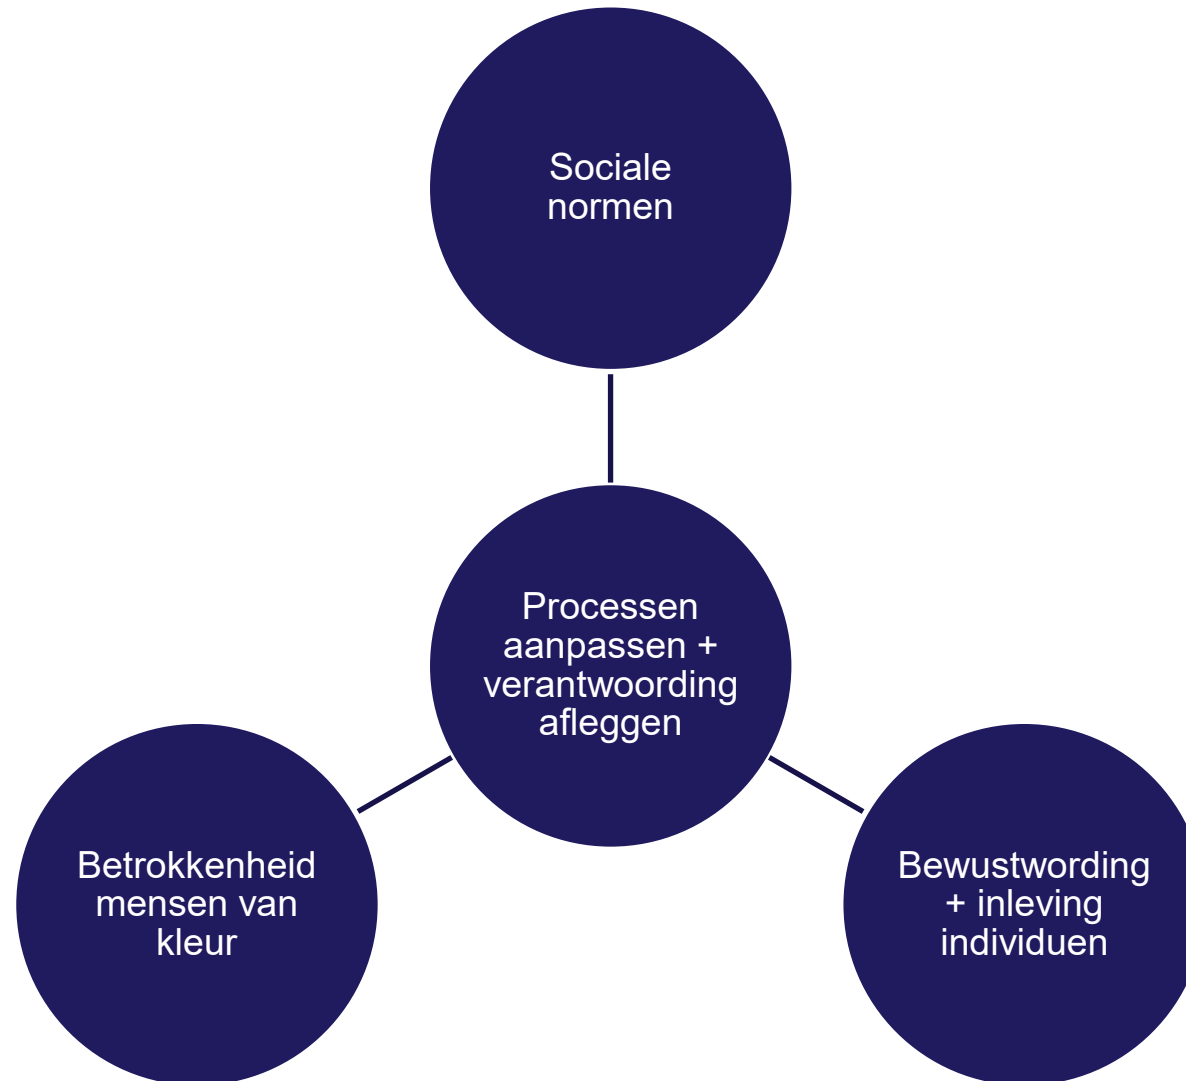 Sociale
normen
Processen
aanpassen +
verantwoording
afleggen
Betrokkenheid
mensen van
kleur
Bewustwording
+ inleving
individuen